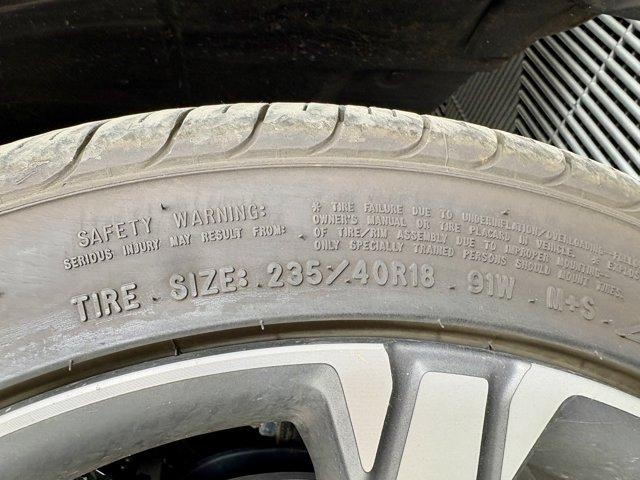 SAFETY WARNING:
SERIOUS INJURY MAY RESULT FROM:
* TIRE FAILURE DUE TO UNDERINFLATION/OVERLOADING-FOLLOW
OWNER'S MANUAL OR TIRE PLACARD IN VEHICLE. * EXPLOSION
OF TIRE/RIM ASSEMBLY DUE TO IMPROPER MOUNTING-
ONLY SPECIALLY TRAINED PERSONS SHOULD MOUNT TIRES.
TIRE SIZE: 235/40R18 91W M+S